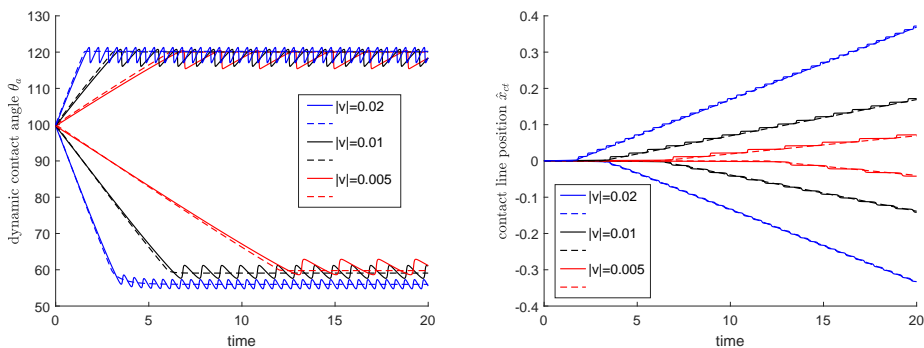 130
120
110
100
90
80
70
60
50
0
5
10
15
20
time
dynamic contact angle θₐ
|v|=0.02
|v|=0.01
|v|=0.005
0.4
0.3
0.2
0.1
0
-0.1
-0.2
-0.3
-0.4
0
5
10
15
20
time
contact line position x̂_{ct}
|v|=0.02
|v|=0.01
|v|=0.005